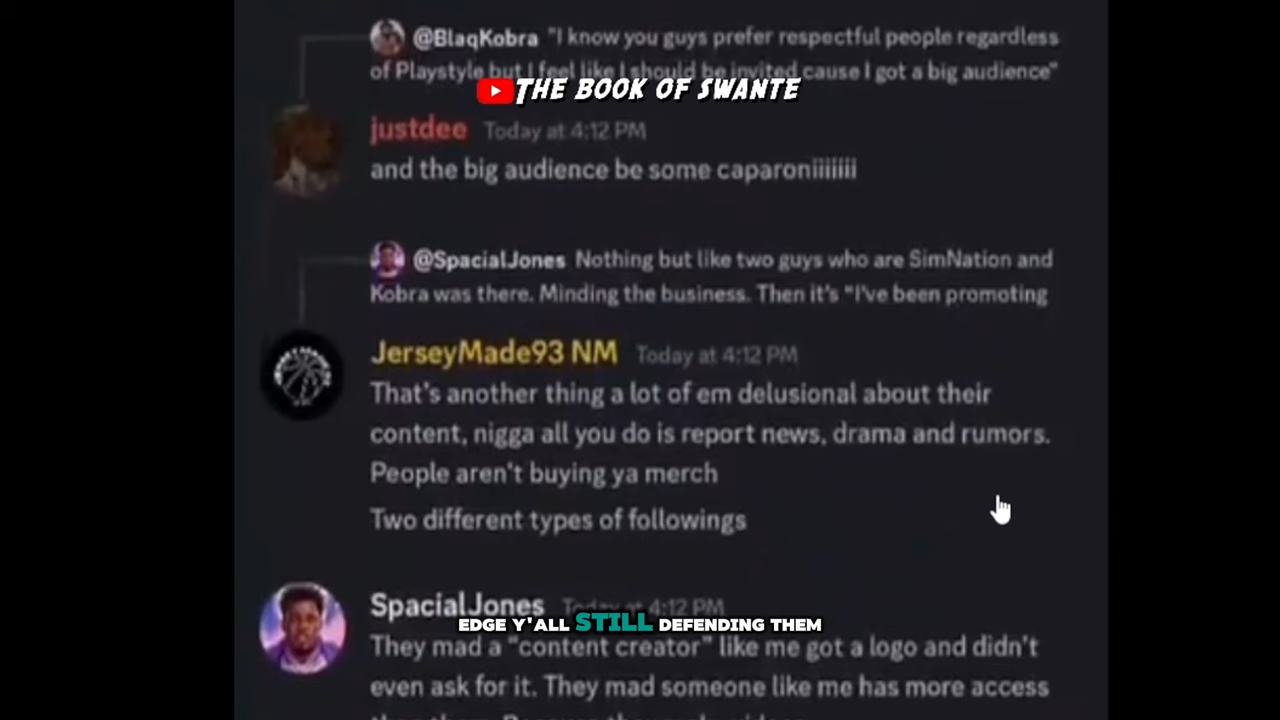 @BlaqKobra "I know you guys prefer respectful people regardless
of Playstyle but I feel like I should be invited cause I got a big audience"
THE BOOK OF SWANTE
justdee Today at 4:12 PM
and the big audience be some caparoniiiiiii
@SpacialJones Nothing but like two guys who are SimNation and
Kobra was there. Minding the business. Then it's "I've been promoting
JerseyMade93 NM Today at 4:12 PM
That's another thing a lot of em delusional about their
content, nigga all you do is report news, drama and rumors.
People aren't buying ya merch
Two different types of followings
SpacialJones Today at 4:12 PM
EDGE Y'ALL STILL DEFENDING THEM
They mad a "content creator" like me got a logo and didn't
even ask for it. They mad someone like me has more access